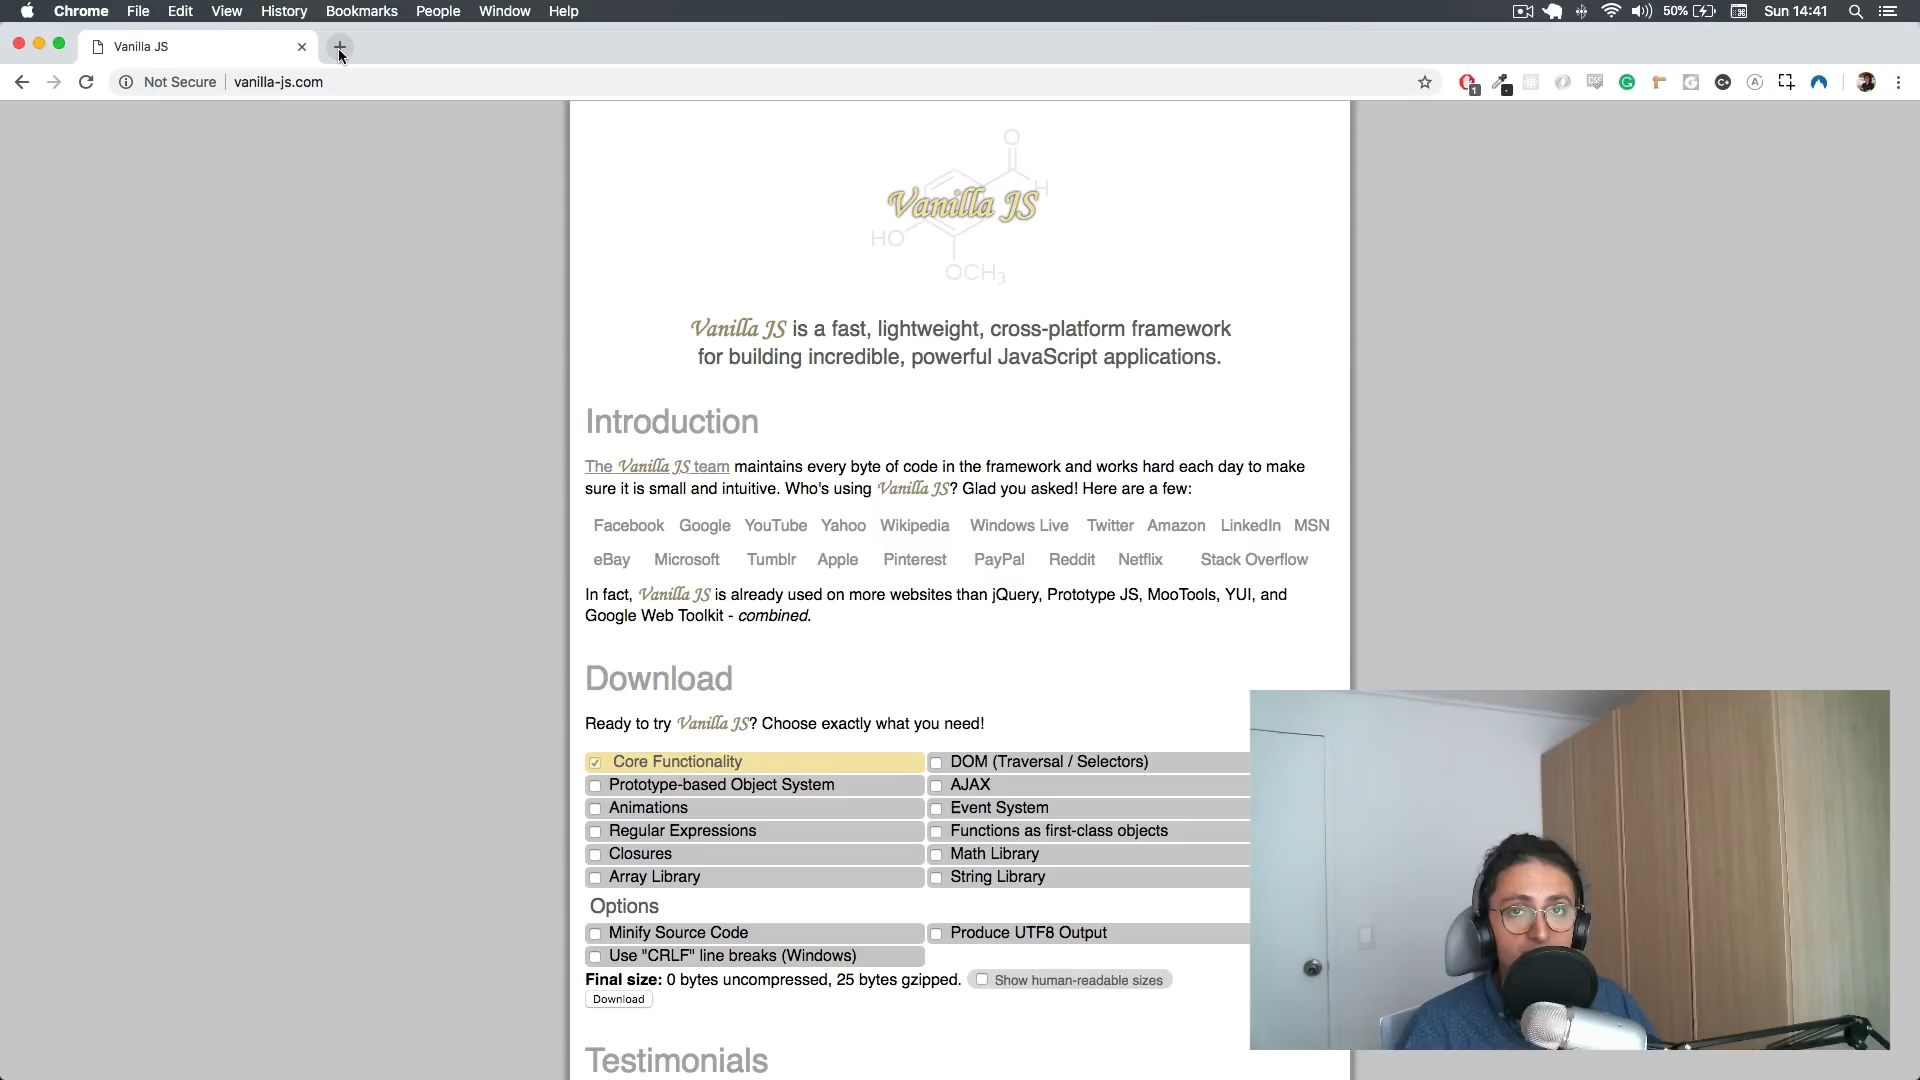 Chrome File Edit View History Bookmarks People Window Help
50% Sun 14:41
Vanilla JS
Not Secure vanilla-js.com
1
Vanilla JS
O
H
HO
OCH3
Vanilla JS is a fast, lightweight, cross-platform framework
for building incredible, powerful JavaScript applications.
Introduction
The Vanilla JS team maintains every byte of code in the framework and works hard each day to make
sure it is small and intuitive. Who's using Vanilla JS? Glad you asked! Here are a few:
Facebook Google YouTube Yahoo Wikipedia Windows Live Twitter Amazon LinkedIn MSN
eBay Microsoft Tumblr Apple Pinterest PayPal Reddit Netflix Stack Overflow
In fact, Vanilla JS is already used on more websites than jQuery, Prototype JS, MooTools, YUI, and
Google Web Toolkit - combined.
Download
Ready to try Vanilla JS? Choose exactly what you need!
Core Functionality DOM (Traversal / Selectors)
Prototype-based Object System AJAX
Animations Event System
Regular Expressions Functions as first-class objects
Closures Math Library
Array Library String Library
Options
Minify Source Code Produce UTF8 Output
Use "CRLF" line breaks (Windows)
Final size: 0 bytes uncompressed, 25 bytes gzipped. Show human-readable sizes
Download
Testimonials